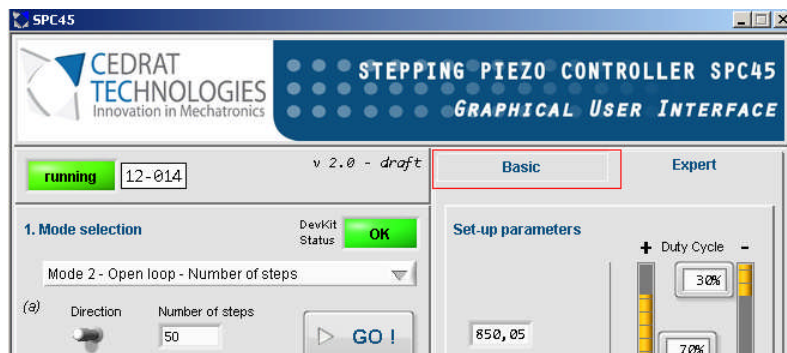 SPC45
CEDRAT
TECHNOLOGIES
Innovation in Mechatronics
STEPPING PIEZO CONTROLLER SPC45
GRAPHICAL USER INTERFACE
running 12-014 v 2.0 - draft
Basic Expert
1. Mode selection
DevKit
Status OK
Set-up parameters
+ Duty Cycle -
Mode 2 - Open loop - Number of steps
30%
(a) Direction Number of steps
50 GO !
850,05
70%